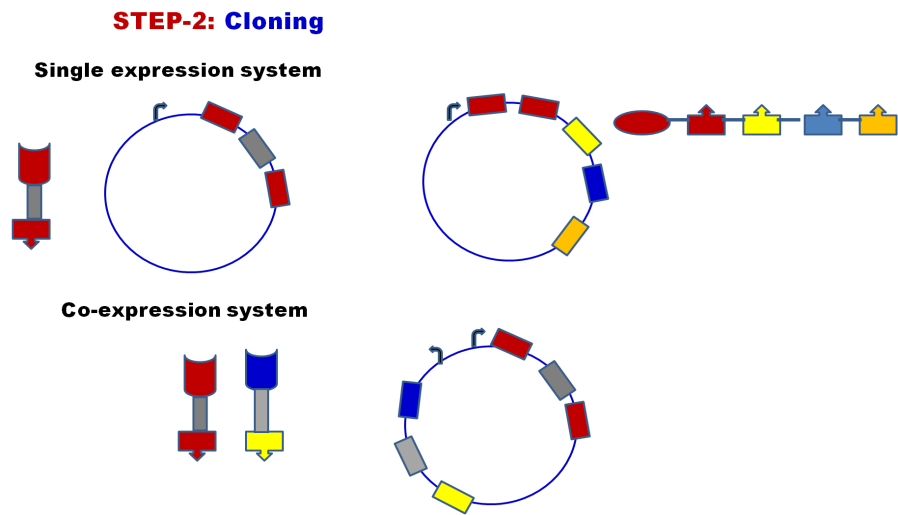 STEP-2: Cloning
Single expression system
Co-expression system